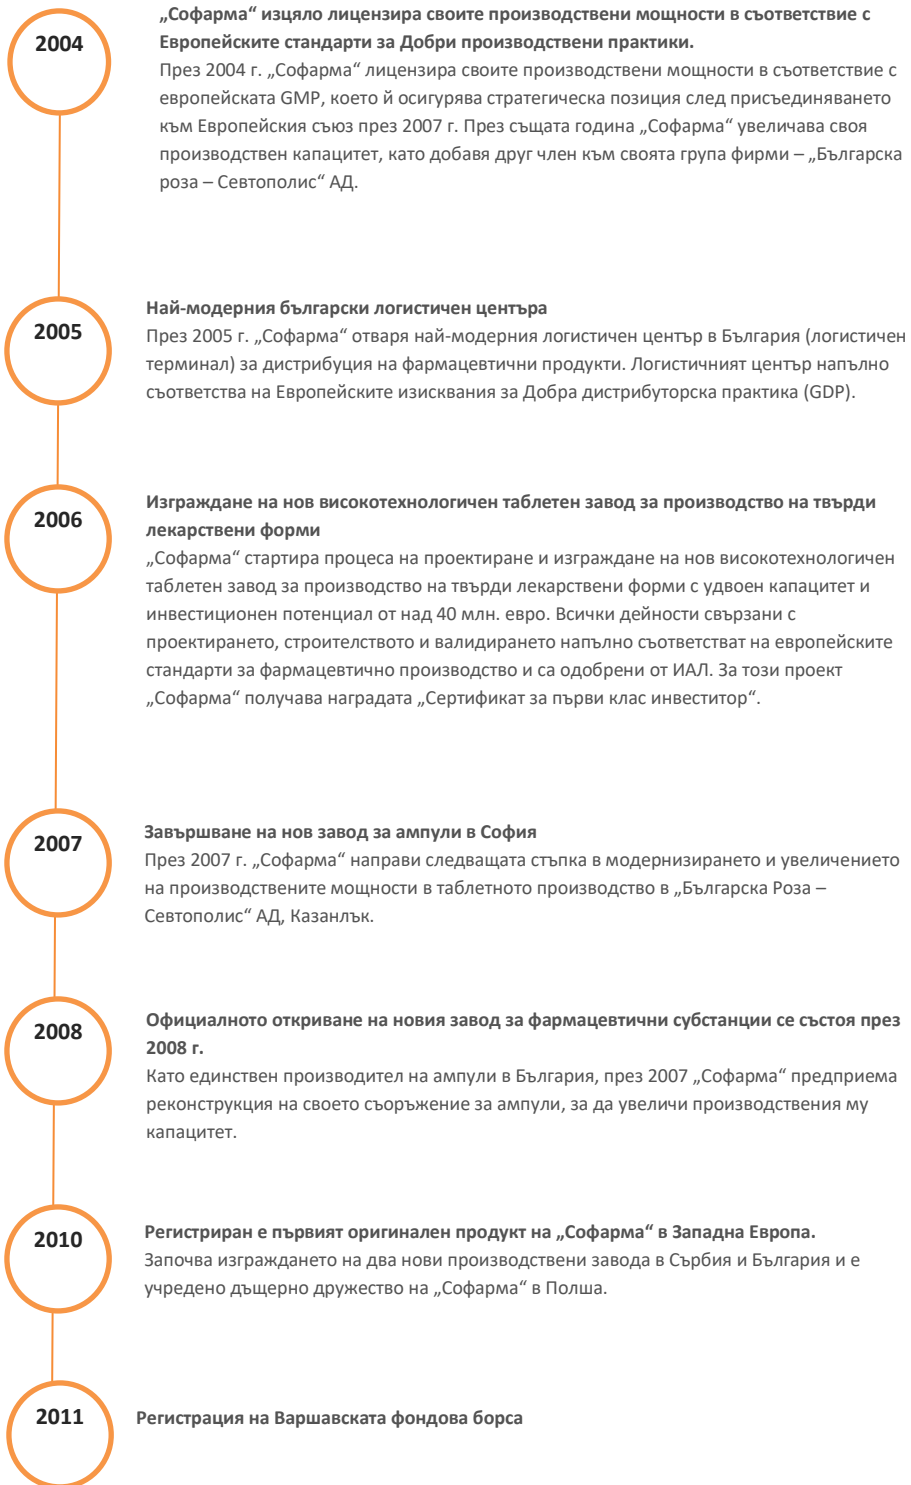 2004
„Софарма“ изцяло лицензира своите производствени мощности в съответствие с
Европейските стандарти за Добри производствени практики.
През 2004 г. „Софарма“ лицензира своите производствени мощности в съответствие с
европейската GMP, което й осигурява стратегическа позиция след присъединяването
към Европейския съюз през 2007 г. През същата година „Софарма“ увеличава своя
производствен капацитет, като добавя друг член към своята група фирми – „Българска
роза – Севтополис“ АД.
2005
Най-модерния български логистичен центъра
През 2005 г. „Софарма“ отваря най-модерния логистичен център в България (логистичен
терминал) за дистрибуция на фармацевтични продукти. Логистичният център напълно
съответства на Европейските изисквания за Добра дистрибуторска практика (GDP).
2006
Изграждане на нов високотехнологичен таблетен завод за производство на твърди
лекарствени форми
„Софарма“ стартира процеса на проектиране и изграждане на нов високотехнологичен
таблетен завод за производство на твърди лекарствени форми с удвоен капацитет и
инвестиционен потенциал от над 40 млн. евро. Всички дейности свързани с
проектирането, строителството и валидирането напълно съответстват на европейските
стандарти за фармацевтично производство и са одобрени от ИАЛ. За този проект
„Софарма“ получава наградата „Сертификат за първи клас инвеститор“.
2007
Завършване на нов завод за ампули в София
През 2007 г. „Софарма“ направи следващата стъпка в модернизирането и увеличението
на производствените мощности в таблетното производство в „Българска Роза –
Севтополис“ АД, Казанлък.
2008
Официалното откриване на новия завод за фармацевтични субстанции се състоя през
2008 г.
Като единствен производител на ампули в България, през 2007 „Софарма“ предприема
реконструкция на своето съоръжение за ампули, за да увеличи производствения му
капацитет.
2010
Регистриран е първият оригинален продукт на „Софарма“ в Западна Европа.
Започва изграждането на два нови производствени завода в Сърбия и България и е
учредено дъщерно дружество на „Софарма“ в Полша.
2011
Регистрация на Варшавската фондова борса